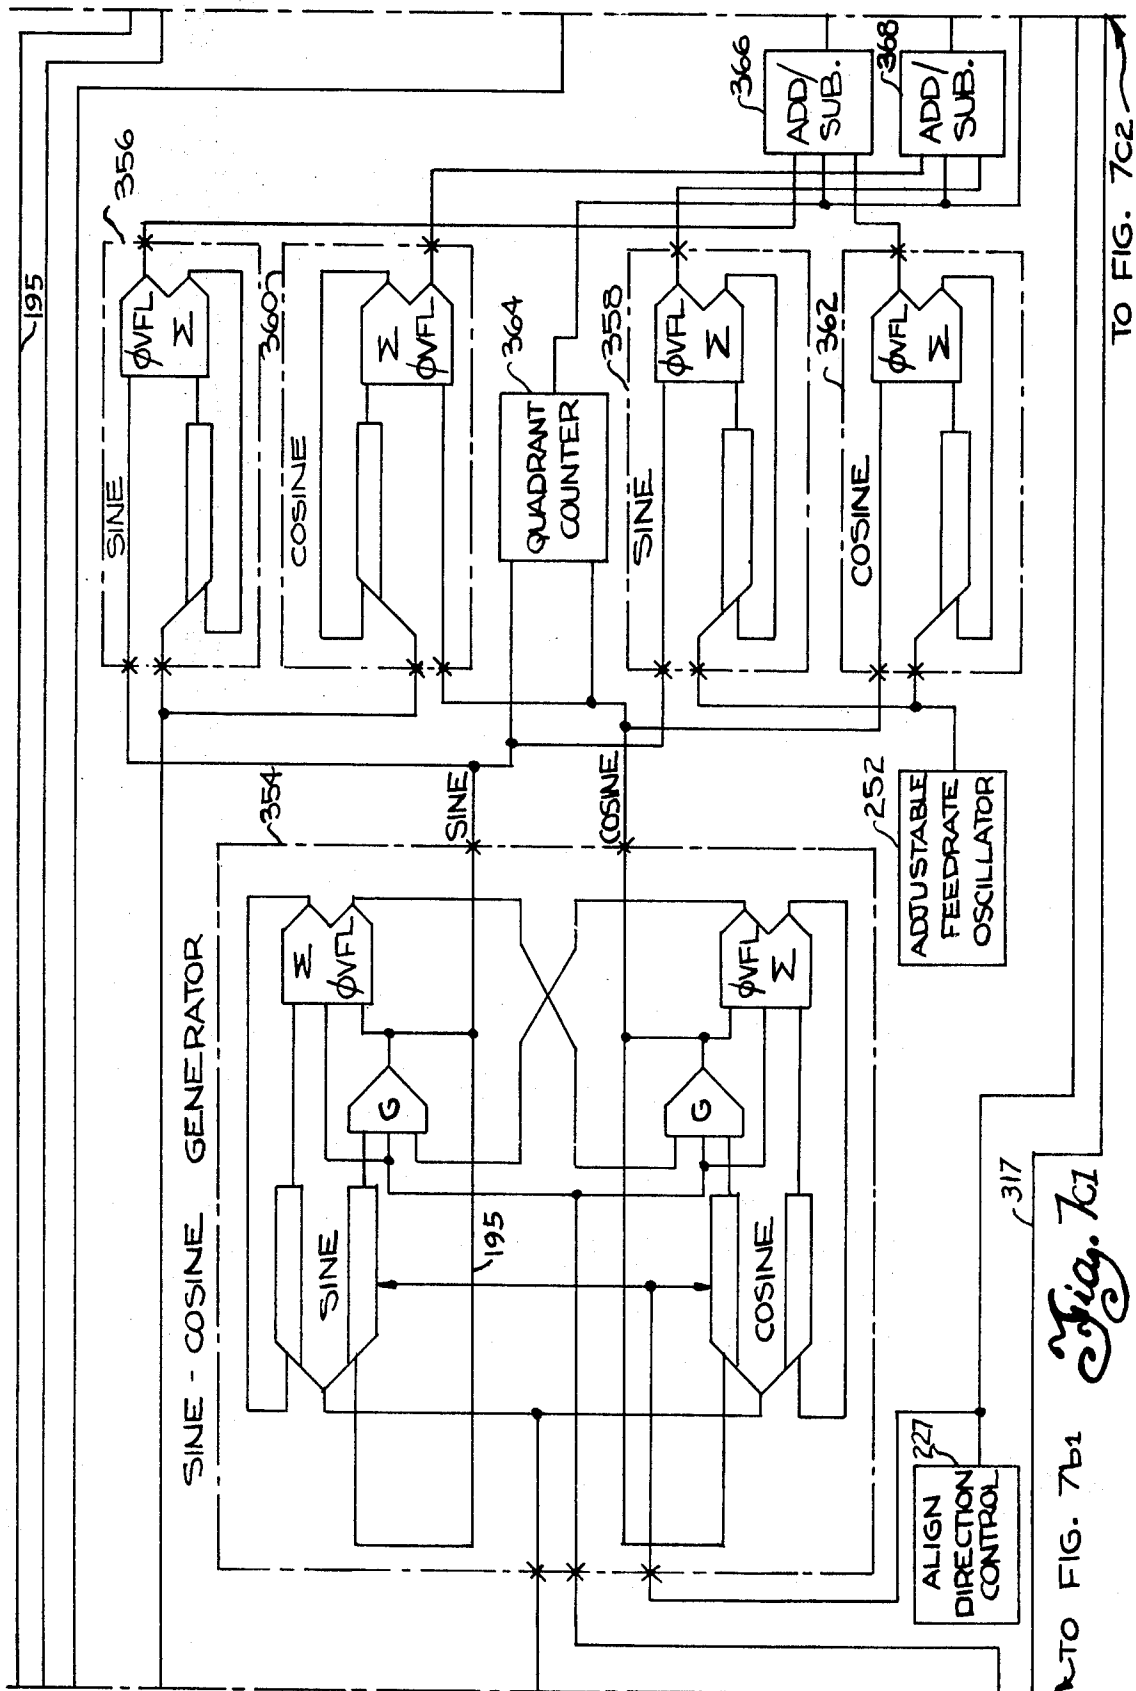 195
356
SINE
ΦVFL
Σ
360
COSINE
Σ
ΦVFL
364
QUADRANT
COUNTER
358
SINE
ΦVFL
Σ
362
COSINE
ΦVFL
Σ
366
ADD/
SUB.
368
ADD/
SUB.
TO FIG. 7C2
SINE - COSINE GENERATOR
354
SINE
COSINE
Σ
ΦVFL
G
SINE
195
ΦVFL
Σ
G
COSINE
252
ADJUSTABLE
FEEDRATE
OSCILLATOR
227
ALIGN
DIRECTION
CONTROL
317
TO FIG. 7b1
Fig. 7c1